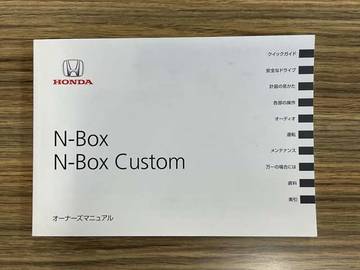 HONDA
N-Box
N-Box Custom
オーナーズマニュアル
クイックガイド
安全なドライブ
計器の見かた
各部の操作
オーディオ
運転
メンテナンス
万一の場合には
資料
索引